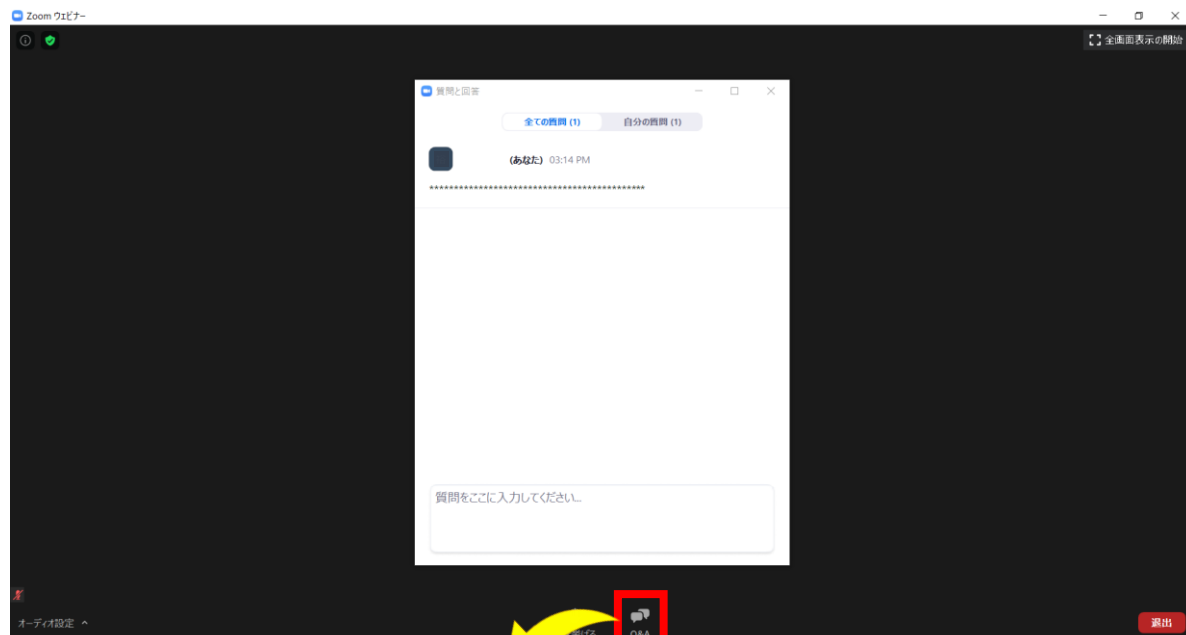 Zoom ウェビナー
全画面表示の開始
質問と回答
全ての質問 (1)
自分の質問 (1)
(あなた) 03:14 PM
********************************************
質問をここに入力してください...
オーディオ設定
Q&A
退出